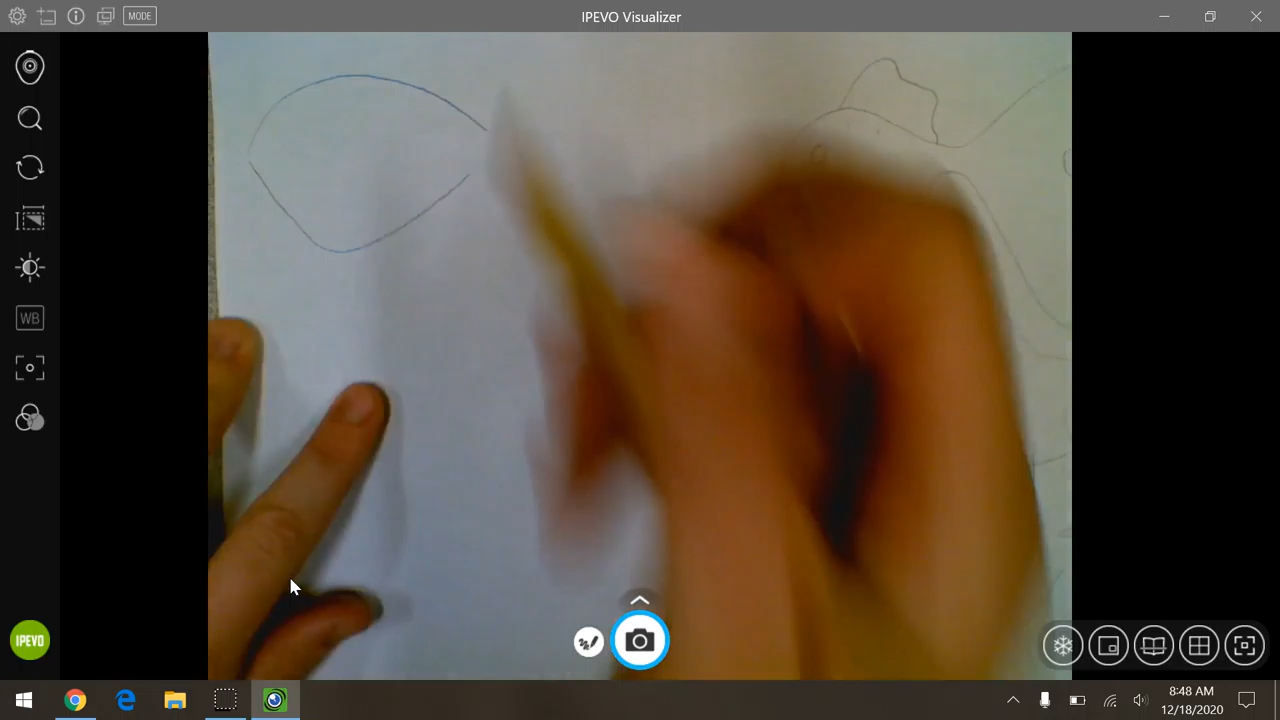 MODE
IPEVO Visualizer
WB
IPEVO
8:48 AM
12/18/2020